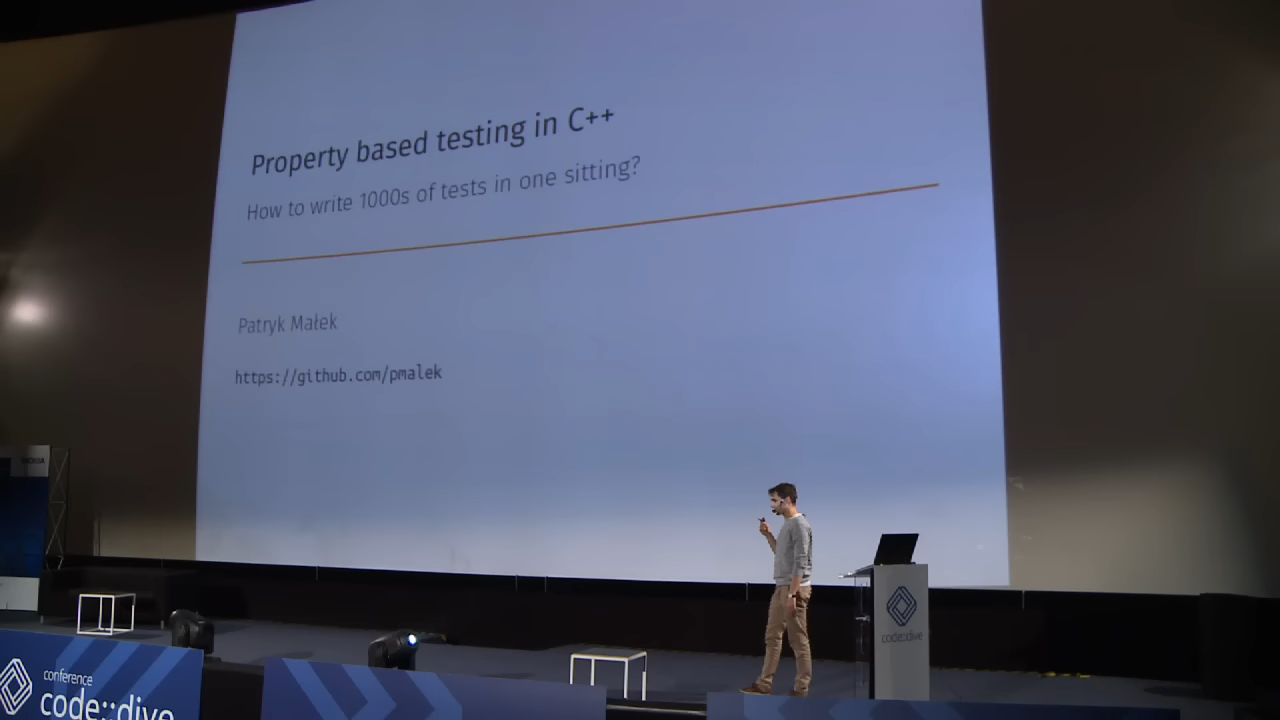 Property based testing in C++
How to write 1000s of tests in one sitting?
Patryk Małek
https://github.com/pmalek
NOKIA
code::dive
conference
code::dive